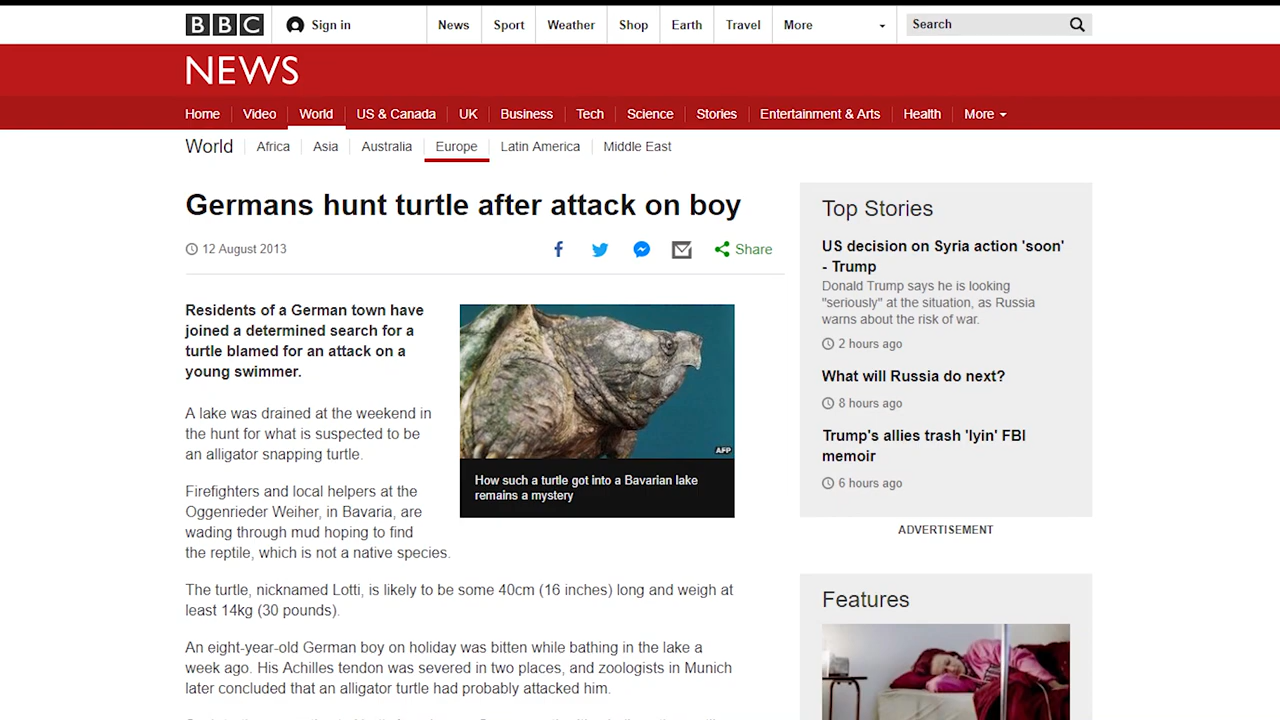 BBC
Sign in
News
Sport
Weather
Shop
Earth
Travel
More
Search
NEWS
Home
Video
World
US & Canada
UK
Business
Tech
Science
Stories
Entertainment & Arts
Health
More
World
Africa
Asia
Australia
Europe
Latin America
Middle East
Germans hunt turtle after attack on boy
12 August 2013
Share
Residents of a German town have
joined a determined search for a
turtle blamed for an attack on a
young swimmer.
AFP
How such a turtle got into a Bavarian lake
remains a mystery
A lake was drained at the weekend in
the hunt for what is suspected to be
an alligator snapping turtle.
Firefighters and local helpers at the
Oggenrieder Weiher, in Bavaria, are
wading through mud hoping to find
the reptile, which is not a native species.
The turtle, nicknamed Lotti, is likely to be some 40cm (16 inches) long and weigh at
least 14kg (30 pounds).
An eight-year-old German boy on holiday was bitten while bathing in the lake a
week ago. His Achilles tendon was severed in two places, and zoologists in Munich
later concluded that an alligator turtle had probably attacked him.
Top Stories
US decision on Syria action 'soon'
- Trump
Donald Trump says he is looking
"seriously" at the situation, as Russia
warns about the risk of war.
2 hours ago
What will Russia do next?
8 hours ago
Trump's allies trash 'lyin' FBI
memoir
6 hours ago
ADVERTISEMENT
Features